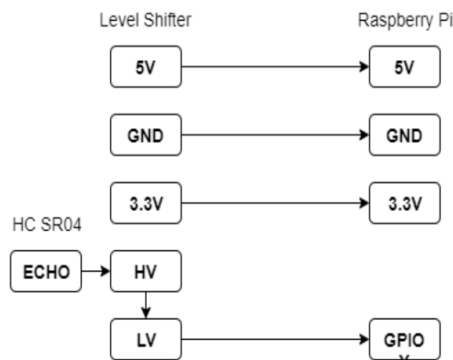 Level Shifter Raspberry Pi
5V 5V
GND GND
3.3V 3.3V
HC SR04
ECHO HV
LV GPIO